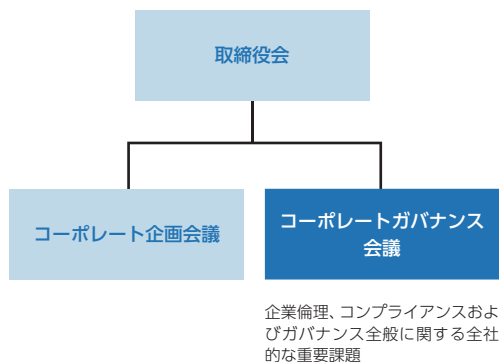 取締役会
コーポレート企画会議
コーポレートガバナンス
会議
企業倫理、コンプライアンスおよ
びガバナンス全般に関する全社
的な重要課題